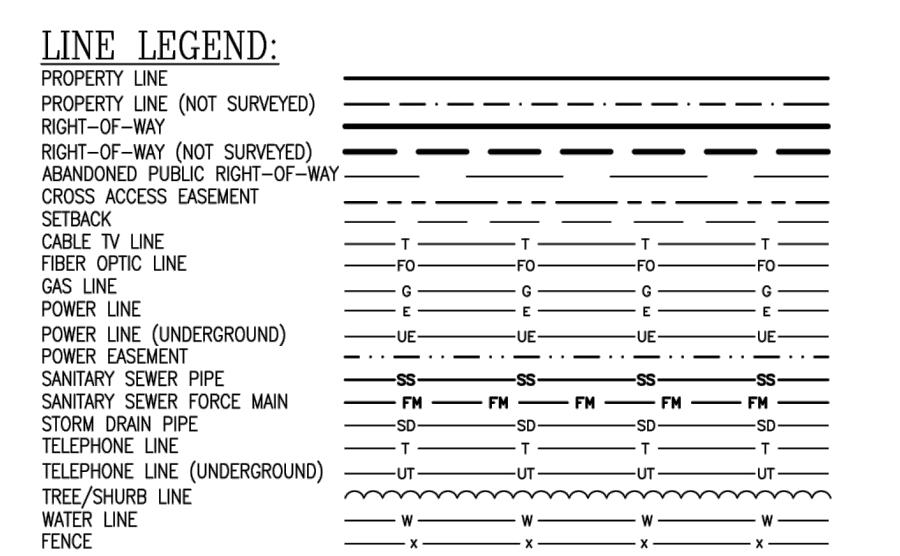 LINE LEGEND:
PROPERTY LINE
PROPERTY LINE (NOT SURVEYED)
RIGHT-OF-WAY
RIGHT-OF-WAY (NOT SURVEYED)
ABANDONED PUBLIC RIGHT-OF-WAY
CROSS ACCESS EASEMENT
SETBACK
CABLE TV LINE T T T T
FIBER OPTIC LINE FO FO FO FO
GAS LINE G G G G
POWER LINE E E E E
POWER LINE (UNDERGROUND) UE UE UE UE
POWER EASEMENT
SANITARY SEWER PIPE SS SS SS SS
SANITARY SEWER FORCE MAIN FM FM FM FM FM
STORM DRAIN PIPE SD SD SD SD
TELEPHONE LINE T T T T
TELEPHONE LINE (UNDERGROUND) UT UT UT UT
TREE/SHURB LINE
WATER LINE W W W W
FENCE x x x x